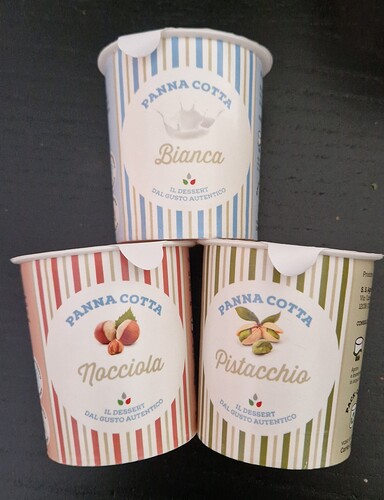 PANNA COTTA
Bianca
IL DESSERT
DAL GUSTO AUTENTICO
PANNA COTTA
Nocciola
IL DESSERT
DAL GUSTO AUTENTICO
PANNA COTTA
Pistacchio
IL DESSERT
DAL GUSTO AUTENTICO